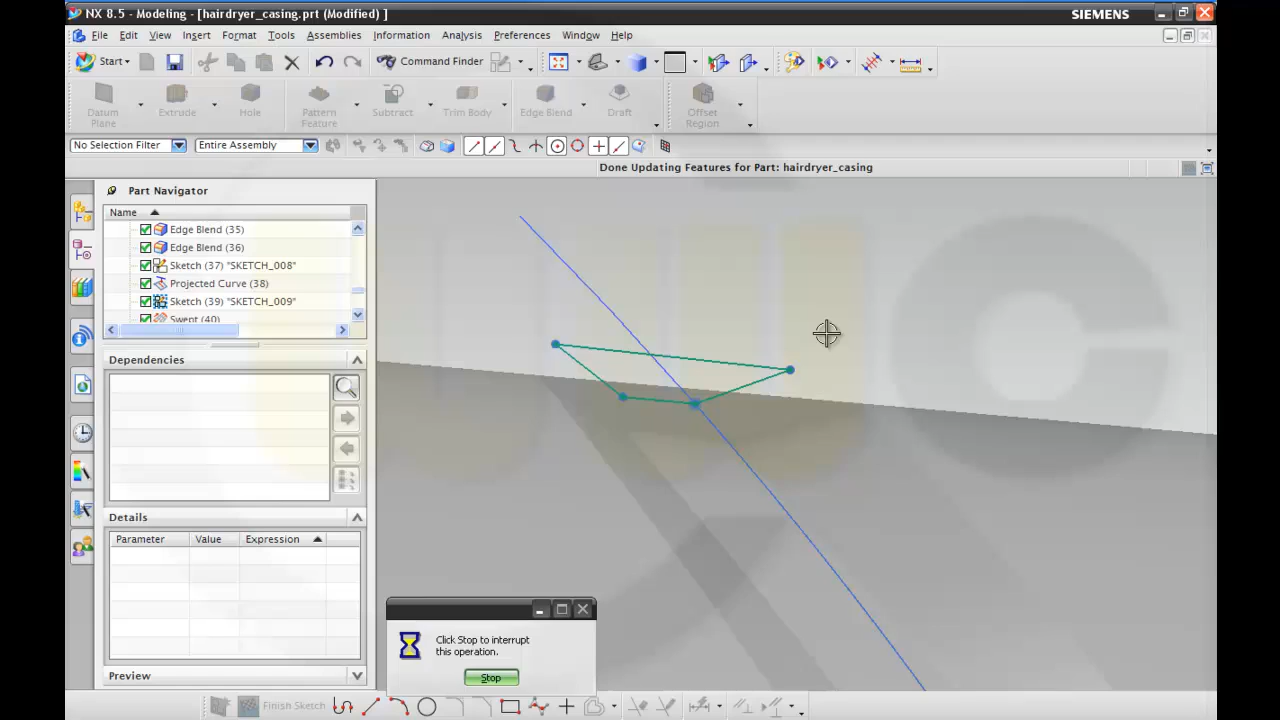 NX 8.5 - Modeling - [hairdryer_casing.prt (Modified) ]
SIEMENS
File Edit View Insert Format Tools Assemblies Information Analysis Preferences Window Help
Start Command Finder
Datum Plane Extrude Hole Pattern Feature Subtract Trim Body Edge Blend Draft Offset Region
No Selection Filter Entire Assembly
Done Updating Features for Part: hairdryer_casing
Part Navigator
Name
Edge Blend (35)
Edge Blend (36)
Sketch (37) "SKETCH_008"
Projected Curve (38)
Sketch (39) "SKETCH_009"
Swept (40)
Dependencies
Details
Parameter Value Expression
Preview
Click Stop to interrupt
this operation.
Stop
Finish Sketch